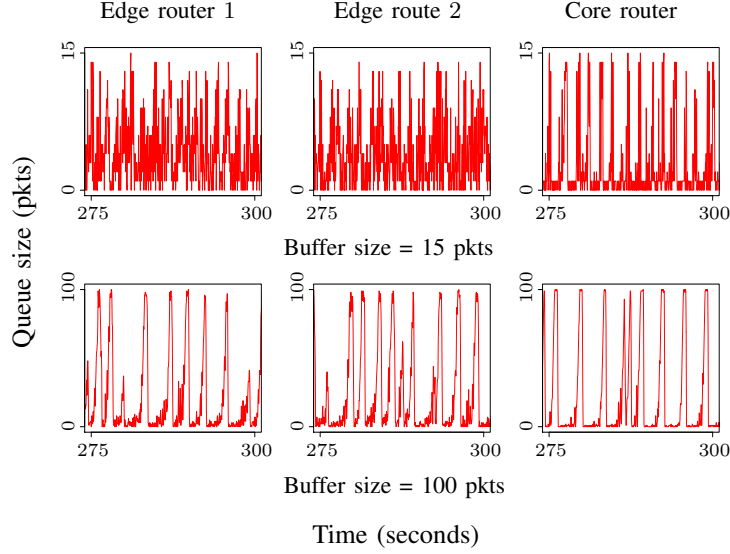 Edge router 1 Edge route 2 Core router
15 15 15
0 0 0
275 300 275 300 275 300
Buffer size = 15 pkts
Queue size (pkts)
100 100 100
0 0 0
275 300 275 300 275 300
Buffer size = 100 pkts
Time (seconds)